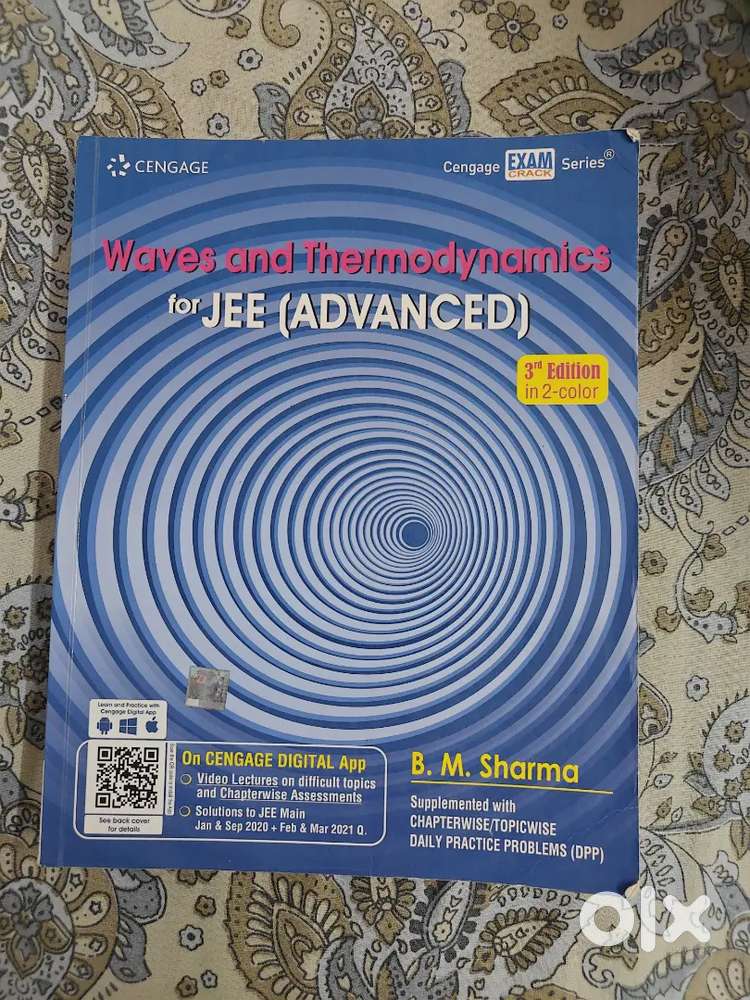 CENGAGE
Cengage EXAM CRACK Series®
Waves and Thermodynamics
for JEE (ADVANCED)
3rd Edition
in 2-color
Learn and Practice with
Cengage Digital App
See back cover
for details
On CENGAGE DIGITAL App
Video Lectures on difficult topics
and Chapterwise Assessments
Solutions to JEE Main
Jan & Sep 2020 + Feb & Mar 2021 Q.
B. M. Sharma
Supplemented with
CHAPTERWISE/TOPICWISE
DAILY PRACTICE PROBLEMS (DPP)
olx